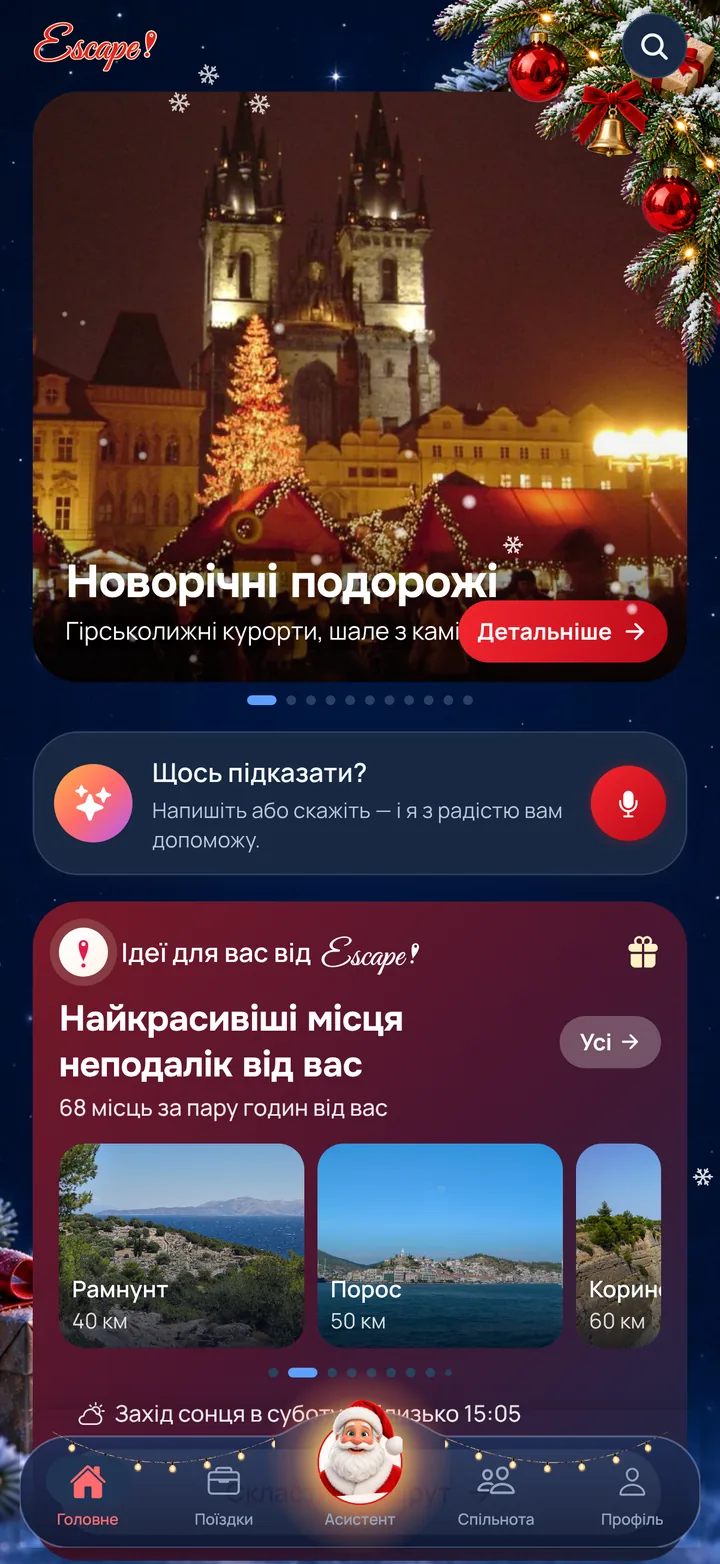 Escape!
Новорічні подорожі
Гірськолижні курорти, шале з камі
Детальніше →
Щось підказати?
Напишіть або скажіть — і я з радістю вам
допоможу.
Ідеї для вас від Escape!
Найкрасивіші місця
неподалік від вас
Усі →
68 місць за пару годин від вас
Рамнунт
40 км
Порос
50 км
Корин
60 км
Захід сонця в близько 15:05
Головне
Поїздки
Асистент
Спільнота
Профіль